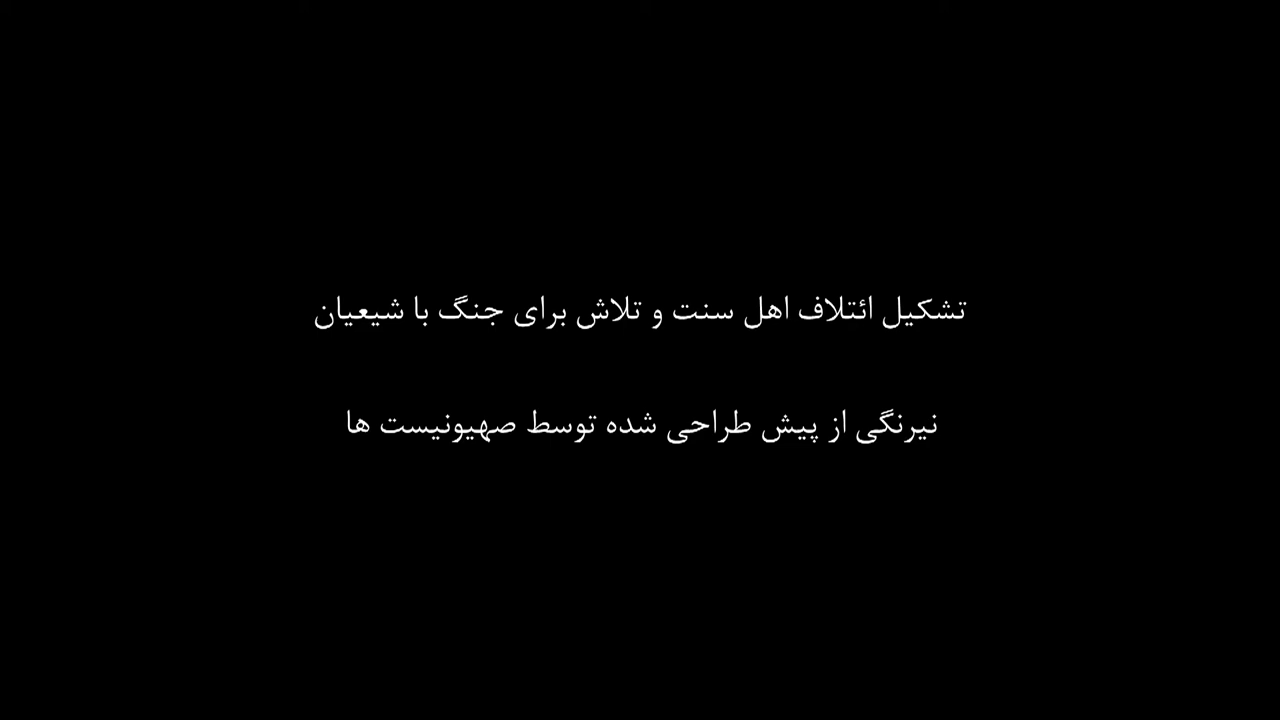 تشکیل ائتلاف اهل سنت و تلاش برای جنگ با شیعیان
نیرنگی از پیش طراحی شده توسط صهیونیست ها